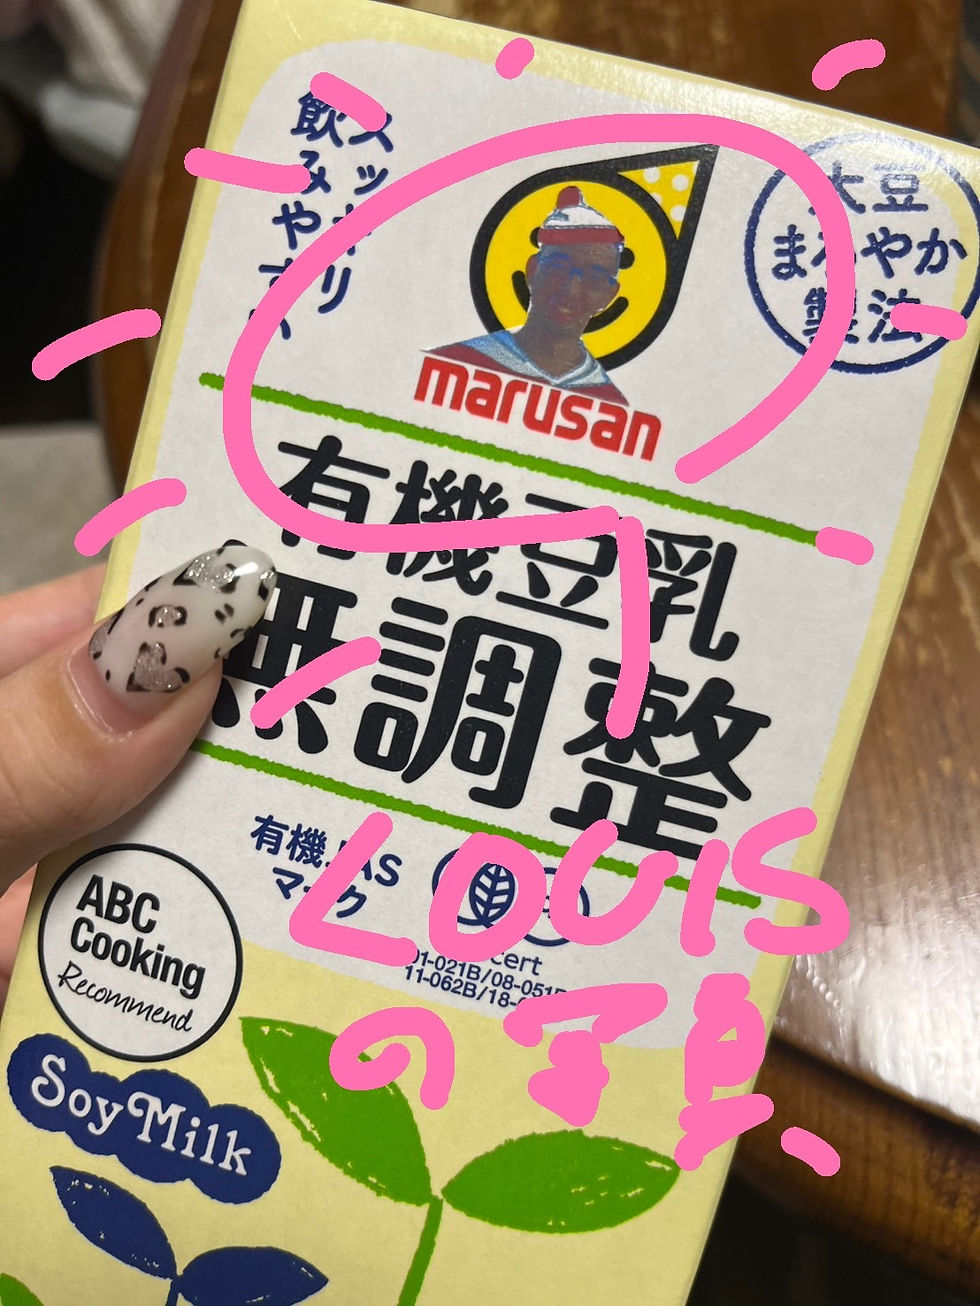 スッキリ
飲みやすい
大豆
まろやか
製法
marusan
有機豆乳
無調整
有機JAS
マーク
ABC
Cooking
Recommend
Soy Milk
LOUIS
の